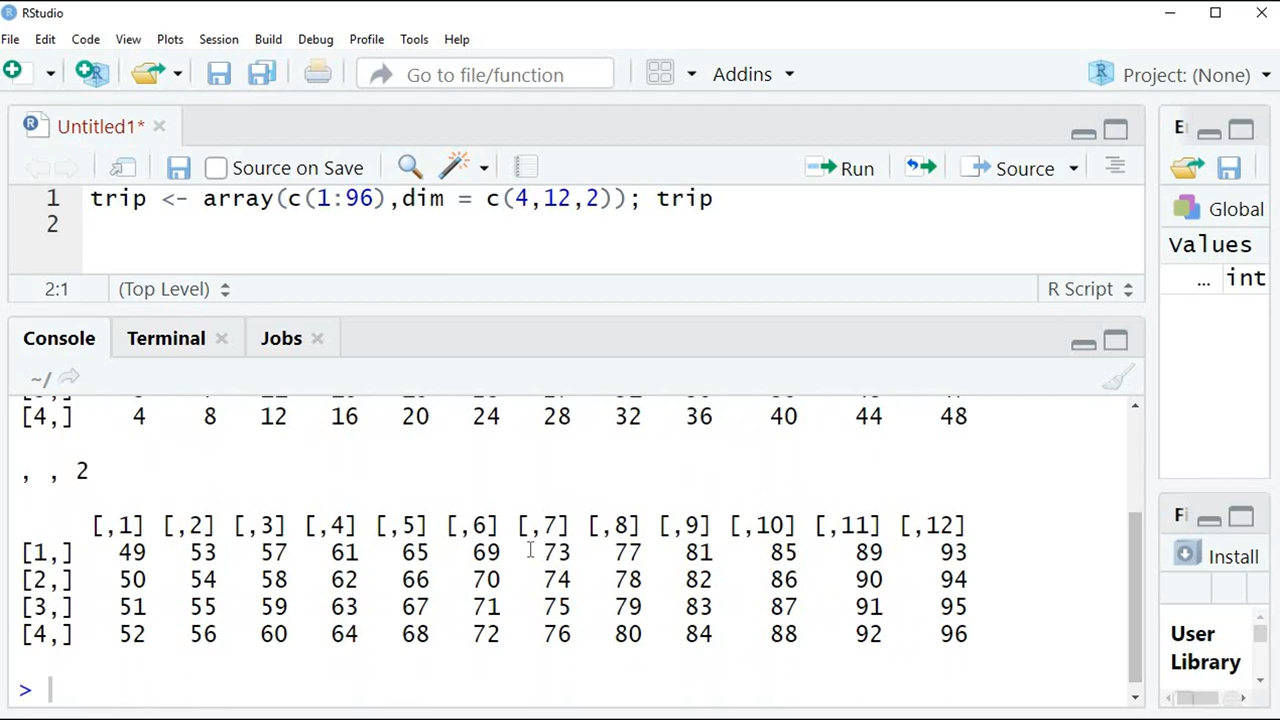 RStudio
File Edit Code View Plots Session Build Debug Profile Tools Help
Go to file/function Addins Project: (None)
Untitled1*
Source on Save Run Source
1 trip <- array(c(1:96),dim = c(4,12,2)); trip
2
2:1 (Top Level) R Script
Global
Values
... int
Console Terminal Jobs
~/
[4,] 4 8 12 16 20 24 28 32 36 40 44 48
, , 2
[,1] [,2] [,3] [,4] [,5] [,6] [,7] [,8] [,9] [,10] [,11] [,12]
[1,] 49 53 57 61 65 69 73 77 81 85 89 93
[2,] 50 54 58 62 66 70 74 78 82 86 90 94
[3,] 51 55 59 63 67 71 75 79 83 87 91 95
[4,] 52 56 60 64 68 72 76 80 84 88 92 96
>
Fi
Install
User
Library